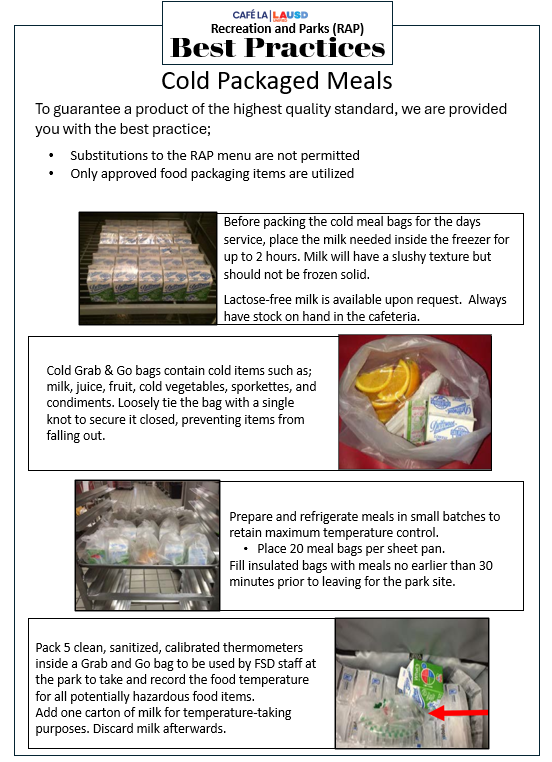 CAFÉ LA LAUSD
Recreation and Parks (RAP)
Best Practices
Cold Packaged Meals
To guarantee a product of the highest quality standard, we are provided
you with the best practice;
• Substitutions to the RAP menu are not permitted
• Only approved food packaging items are utilized
Before packing the cold meal bags for the days
service, place the milk needed inside the freezer for
up to 2 hours. Milk will have a slushy texture but
should not be frozen solid.
Lactose-free milk is available upon request. Always
have stock on hand in the cafeteria.
Cold Grab & Go bags contain cold items such as;
milk, juice, fruit, cold vegetables, sporkettes, and
condiments. Loosely tie the bag with a single
knot to secure it closed, preventing items from
falling out.
Prepare and refrigerate meals in small batches to
retain maximum temperature control.
• Place 20 meal bags per sheet pan.
Fill insulated bags with meals no earlier than 30
minutes prior to leaving for the park site.
Pack 5 clean, sanitized, calibrated thermometers
inside a Grab and Go bag to be used by FSD staff at
the park to take and record the food temperature
for all potentially hazardous food items.
Add one carton of milk for temperature-taking
purposes. Discard milk afterwards.